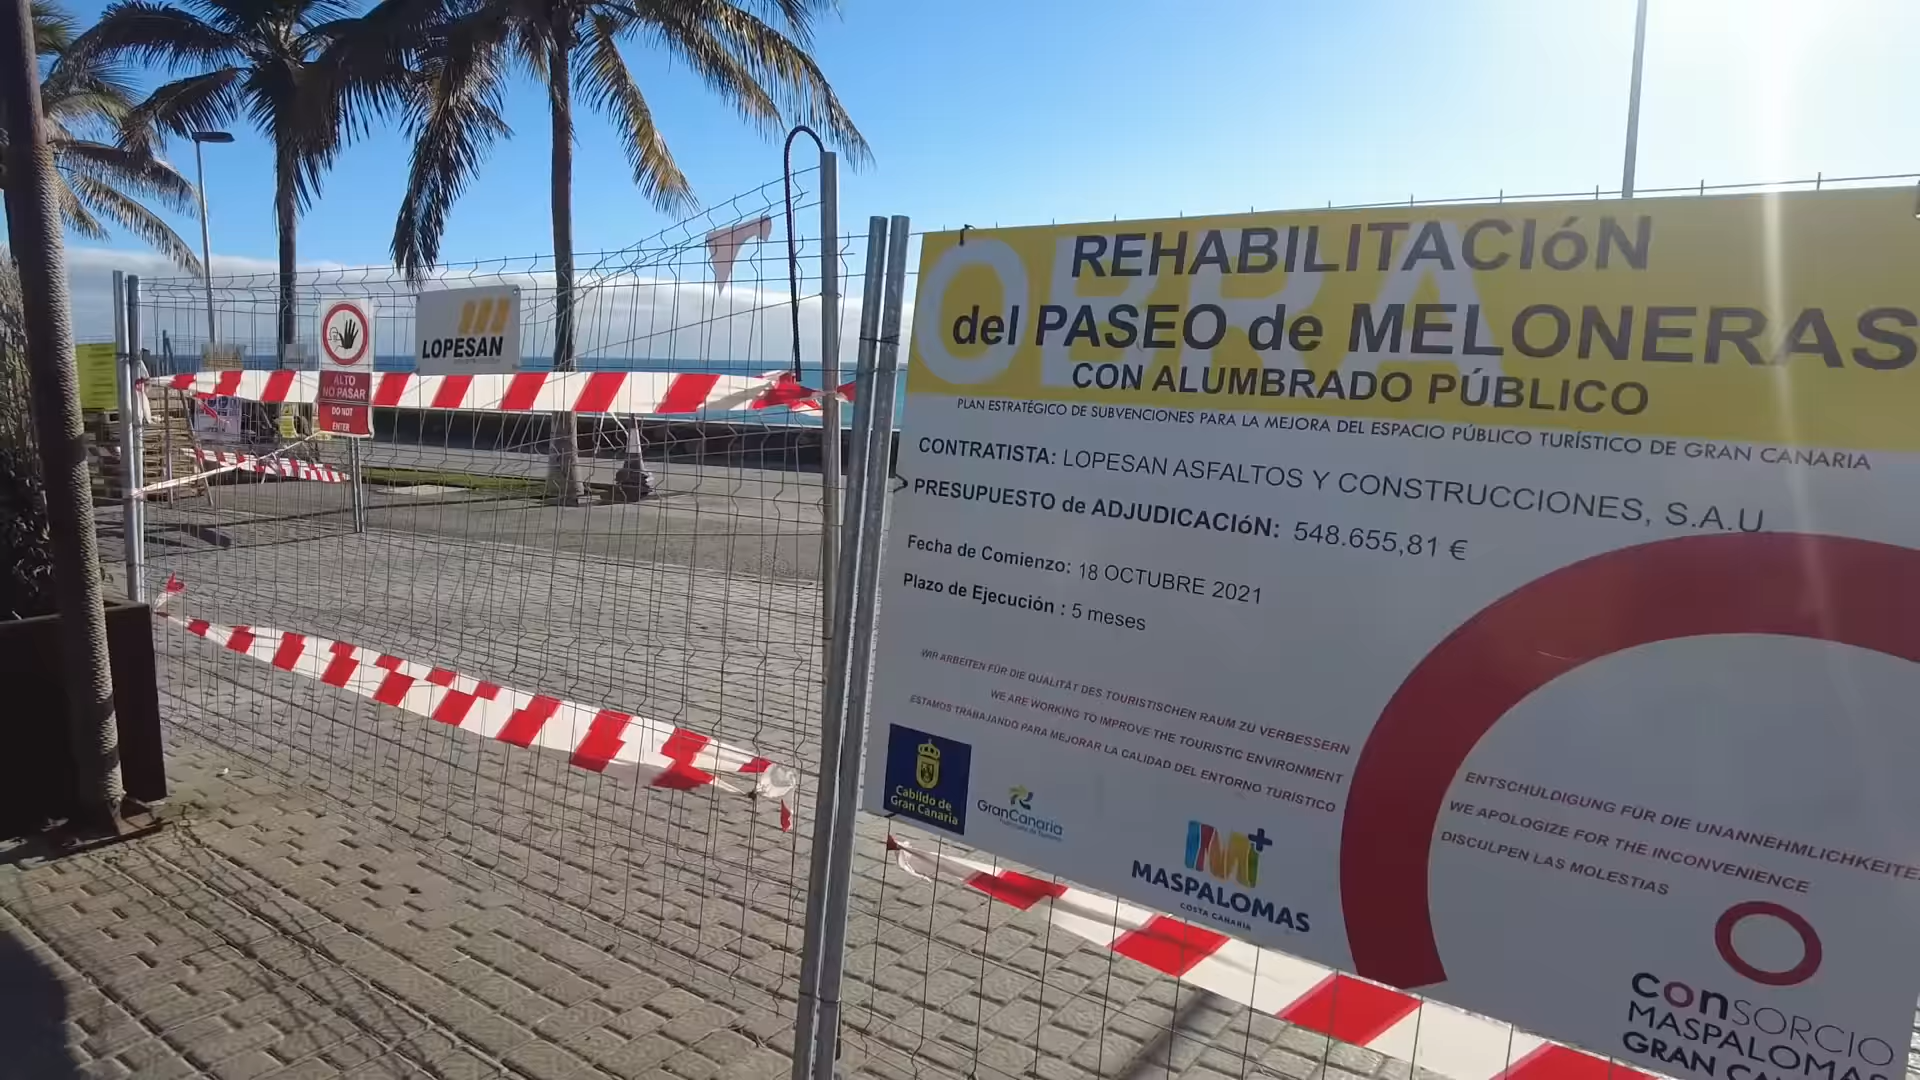 OBRA
REHABILITACIóN
del PASEO de MELONERAS
CON ALUMBRADO PÚBLICO
PLAN ESTRATÉGICO DE SUBVENCIONES PARA LA MEJORA DEL ESPACIO PÚBLICO TURÍSTICO DE GRAN CANARIA
CONTRATISTA: LOPESAN ASFALTOS Y CONSTRUCCIONES, S.A.U.
PRESUPUESTO de ADJUDICACIóN: 548.655,81 €
Fecha de Comienzo: 18 OCTUBRE 2021
Plazo de Ejecución : 5 meses
WIR ARBEITEN FÜR DIE QUALITÄT DES TOURISTISCHEN RAUM ZU VERBESSERN
WE ARE WORKING TO IMPROVE THE TOURISTIC ENVIRONMENT
ESTAMOS TRABAJANDO PARA MEJORAR LA CALIDAD DEL ENTORNO TURÍSTICO
ENTSCHULDIGUNG FÜR DIE UNANNEHMLICHKEITE
WE APOLOGIZE FOR THE INCONVENIENCE
DISCULPEN LAS MOLESTIAS
Cabildo de
Gran Canaria
GranCanaria
MASPALOMAS
COSTA CANARIA
conSORCIO
MASPALOMAS
GRAN CA
LOPESAN
ALTO
NO PASAR
DO NOT
ENTER